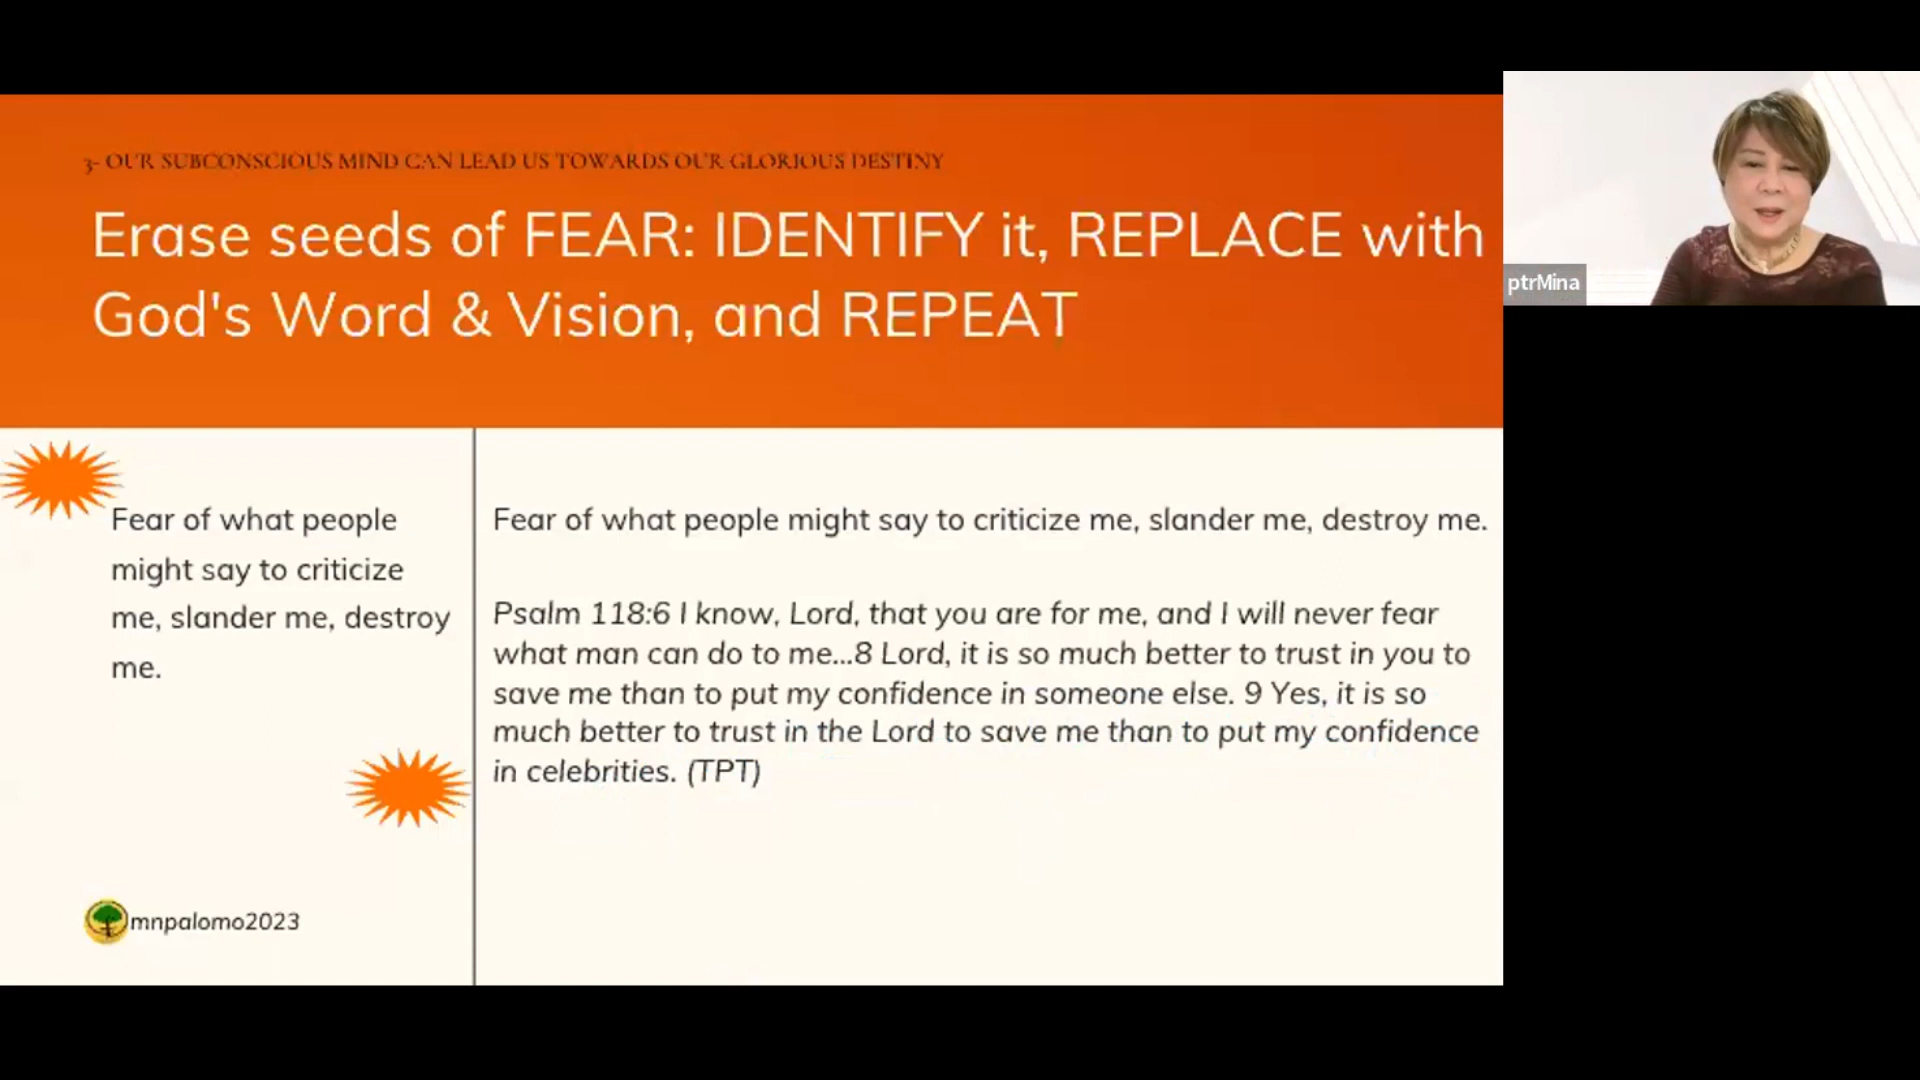 3- OUR SUBCONSCIOUS MIND CAN LEAD US TOWARDS OUR GLORIOUS DESTINY
Erase seeds of FEAR: IDENTIFY it, REPLACE with
God's Word & Vision, and REPEAT
ptrMina
Fear of what people
might say to criticize
me, slander me, destroy
me.
Fear of what people might say to criticize me, slander me, destroy me.
Psalm 118:6 I know, Lord, that you are for me, and I will never fear
what man can do to me...8 Lord, it is so much better to trust in you to
save me than to put my confidence in someone else. 9 Yes, it is so
much better to trust in the Lord to save me than to put my confidence
in celebrities. (TPT)
mnpalomo2023